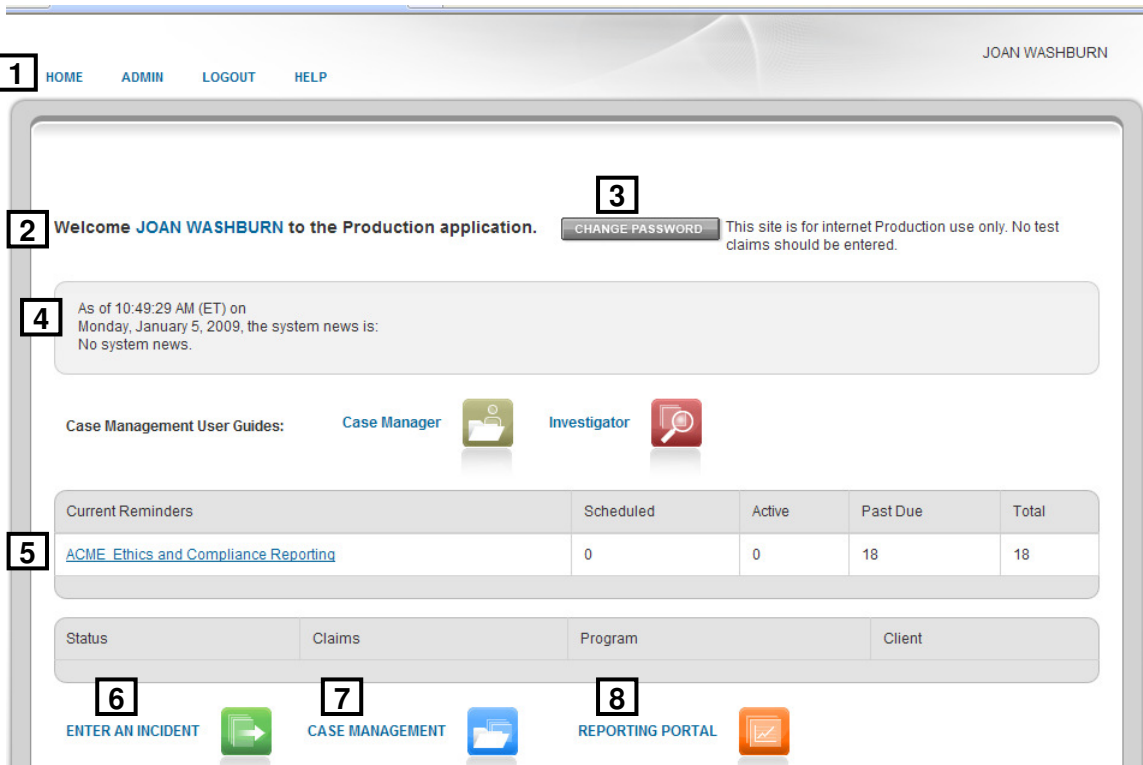 JOAN WASHBURN
1 HOME ADMIN LOGOUT HELP
3
2 Welcome JOAN WASHBURN to the Production application. CHANGE PASSWORD This site is for internet Production use only. No test
claims should be entered.
4 As of 10:49:29 AM (ET) on
Monday, January 5, 2009, the system news is:
No system news.
Case Management User Guides: Case Manager Investigator
Current Reminders Scheduled Active Past Due Total
5 ACME Ethics and Compliance Reporting 0 0 18 18
Status Claims Program Client
6 7 8
ENTER AN INCIDENT CASE MANAGEMENT REPORTING PORTAL